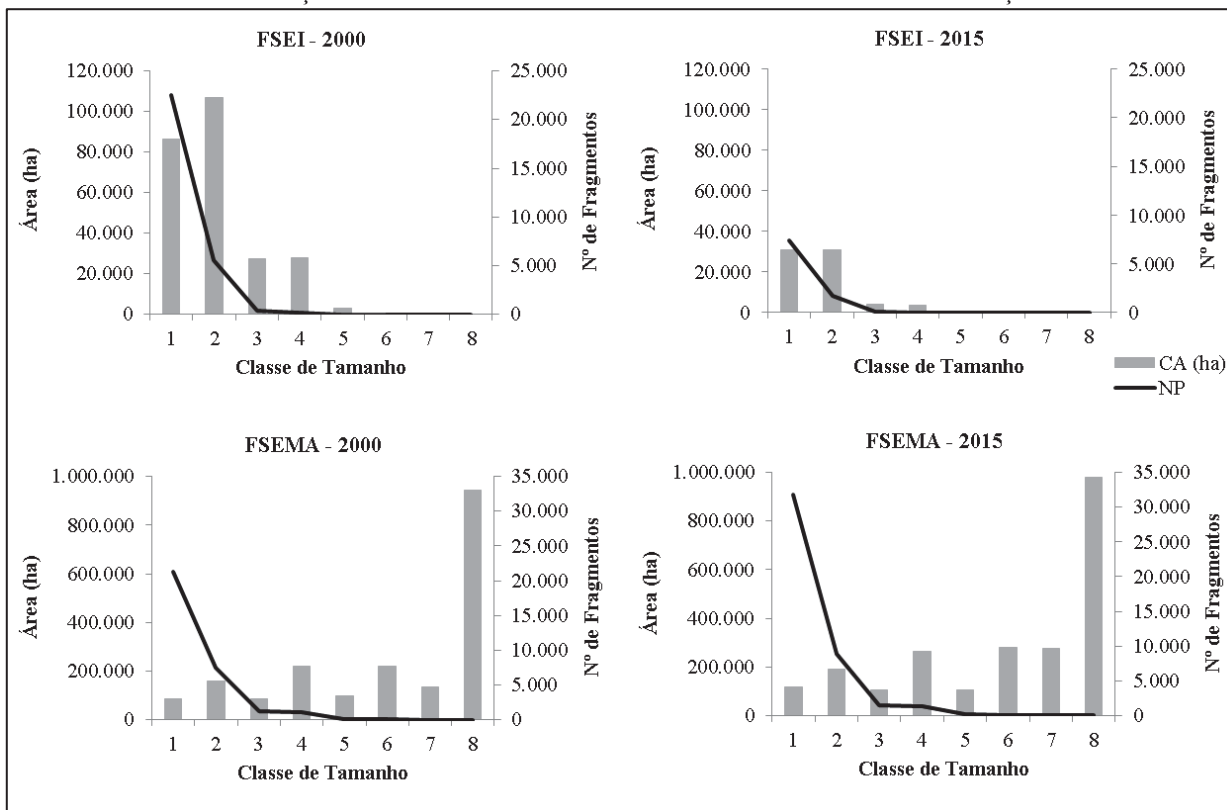 FSEI - 2000
120.000
100.000
80.000
60.000
40.000
20.000
0
Área (ha)
25.000
20.000
15.000
10.000
5.000
0
Nº de Fragmentos
1 2 3 4 5 6 7 8
Classe de Tamanho
FSEI - 2015
120.000
100.000
80.000
60.000
40.000
20.000
0
Área (ha)
25.000
20.000
15.000
10.000
5.000
0
Nº de Fragmentos
1 2 3 4 5 6 7 8
Classe de Tamanho
CA (ha)
NP
FSEMA - 2000
1.000.000
800.000
600.000
400.000
200.000
0
Área (ha)
35.000
30.000
25.000
20.000
15.000
10.000
5.000
0
Nº de Fragmentos
1 2 3 4 5 6 7 8
Classe de Tamanho
FSEMA - 2015
1.000.000
800.000
600.000
400.000
200.000
0
Área (ha)
35.000
30.000
25.000
20.000
15.000
10.000
5.000
0
Nº de Fragmentos
1 2 3 4 5 6 7 8
Classe de Tamanho